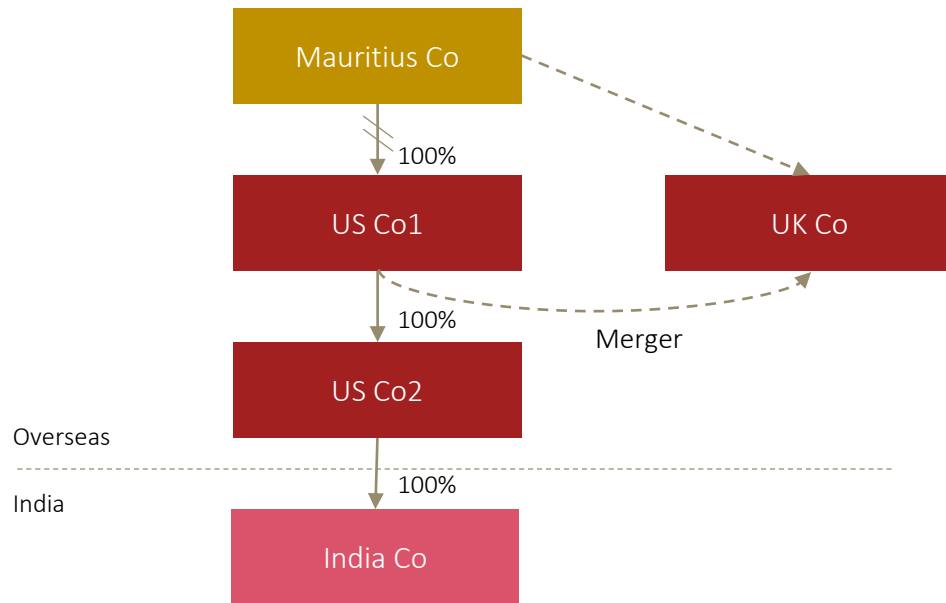 Mauritius Co
100%
US Co1
UK Co
100%
Merger
US Co2
Overseas
100%
India
India Co